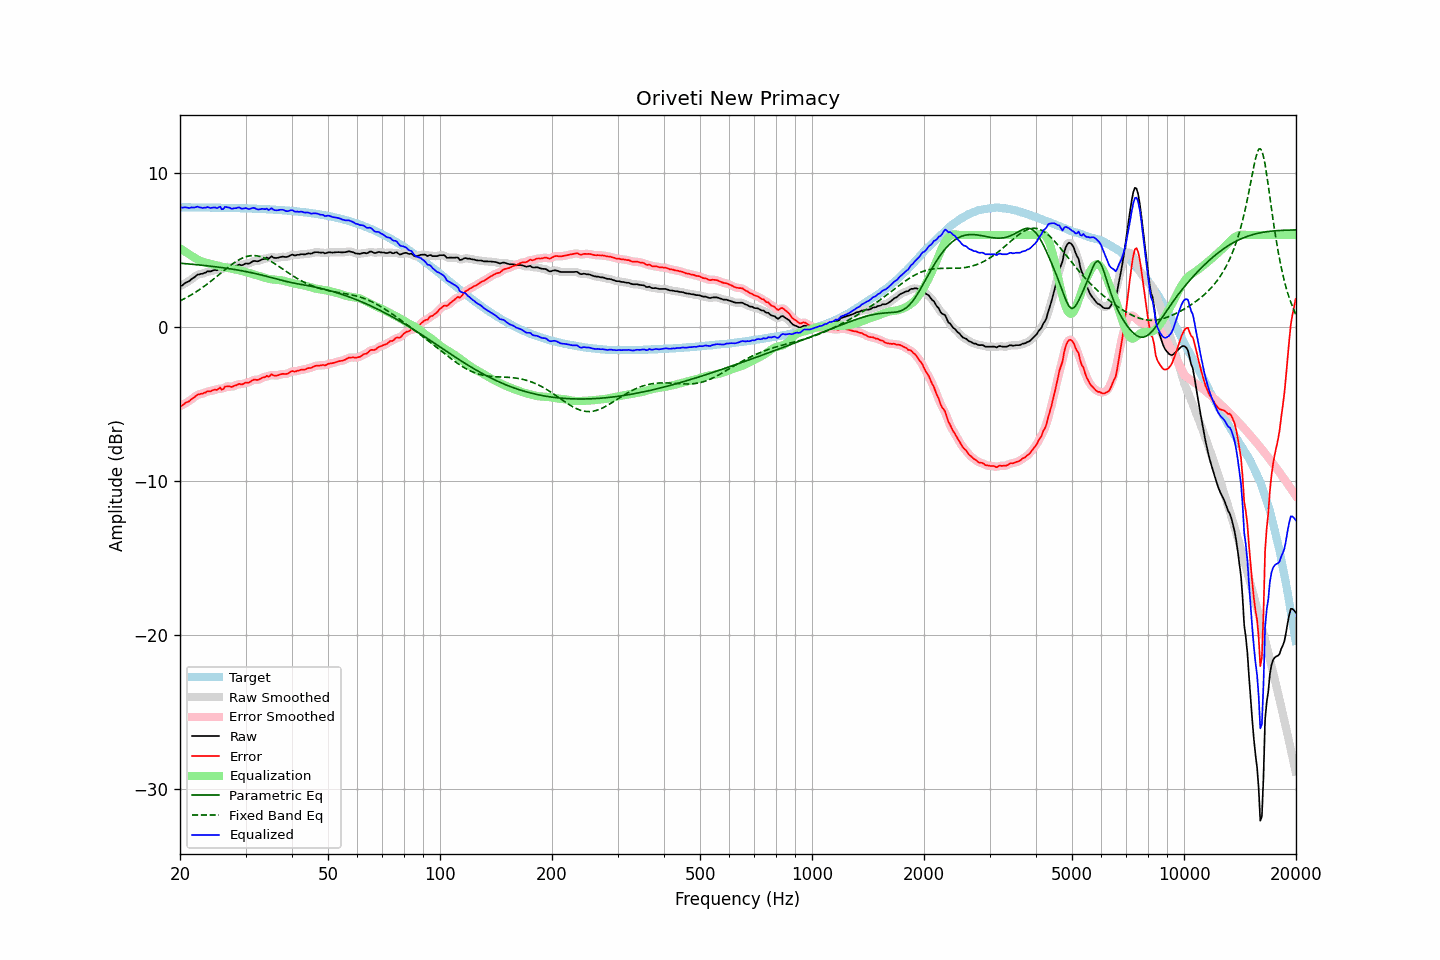 Oriveti New Primacy
Amplitude (dBr)
10
0
−10
−20
−30
Target
Raw Smoothed
Error Smoothed
Raw
Error
Equalization
Parametric Eq
Fixed Band Eq
Equalized
20 50 100 200 500 1000 2000 5000 10000 20000
Frequency (Hz)